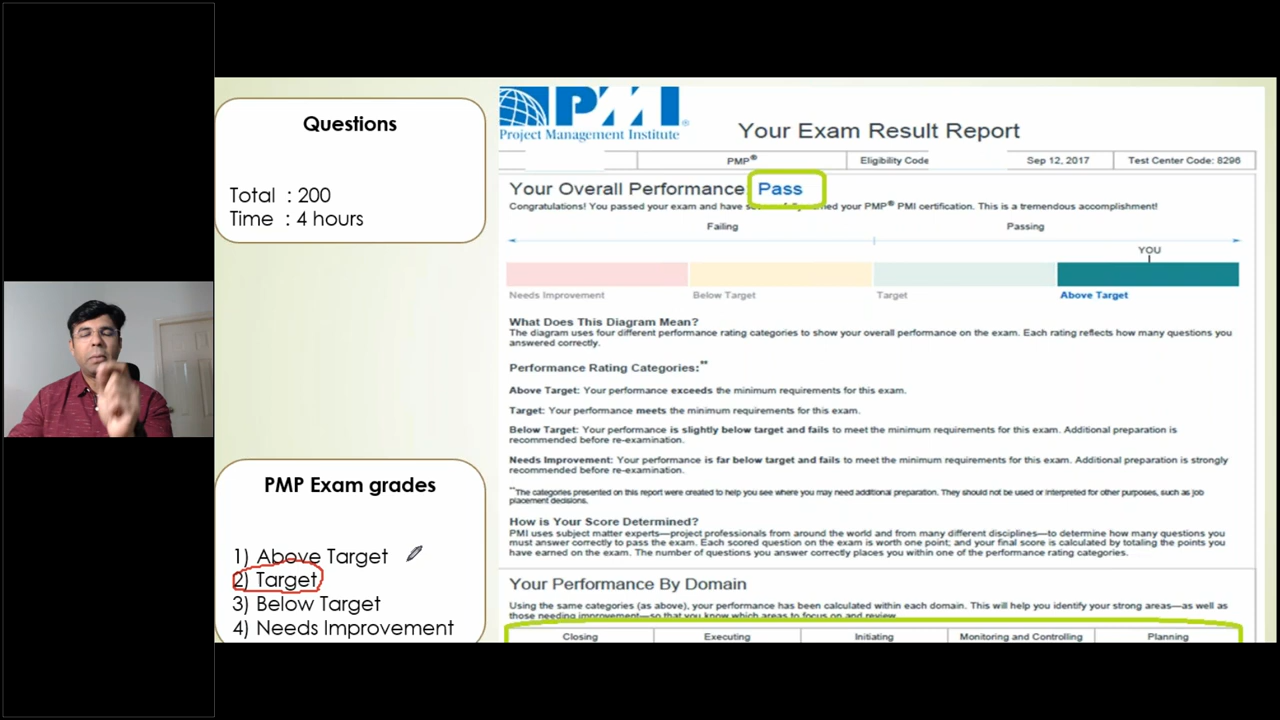 Questions
Total : 200
Time : 4 hours
PMP Exam grades
1) Above Target
2) Target
3) Below Target
4) Needs Improvement
PMI®
Project Management Institute
Your Exam Result Report
PMP® Eligibility Code Sep 12, 2017 Test Center Code: 8296
Your Overall Performance Pass
Congratulations! You passed your exam and have your PMP® PMI certification. This is a tremendous accomplishment!
Failing Passing
YOU
Needs Improvement Below Target Target Above Target
What Does This Diagram Mean?
The diagram uses four different performance rating categories to show your overall performance on the exam. Each rating reflects how many questions you
answered correctly.
Performance Rating Categories:**
Above Target: Your performance exceeds the minimum requirements for this exam.
Target: Your performance meets the minimum requirements for this exam.
Below Target: Your performance is slightly below target and fails to meet the minimum requirements for this exam. Additional preparation is
recommended before re-examination.
Needs Improvement: Your performance is far below target and fails to meet the minimum requirements for this exam. Additional preparation is strongly
recommended before re-examination.
**The categories presented on this report were created to help you see where you may need additional preparation. They should not be used or interpreted for other purposes, such as job
placement decisions.
How is Your Score Determined?
PMI uses subject matter experts—project professionals from around the world and from many different disciplines—to determine how many questions you
must answer correctly to pass the exam. Each scored question on the exam is worth one point; and your final score is calculated by totaling the points you
have earned on the exam. The number of questions you answer correctly places you within one of the performance rating categories.
Your Performance By Domain
Using the same categories (as above), your performance has been calculated within each domain. This will help you identify your strong areas—as well as
those needing improvement—so that you know which areas to focus on and review.
Closing Executing Initiating Monitoring and Controlling Planning